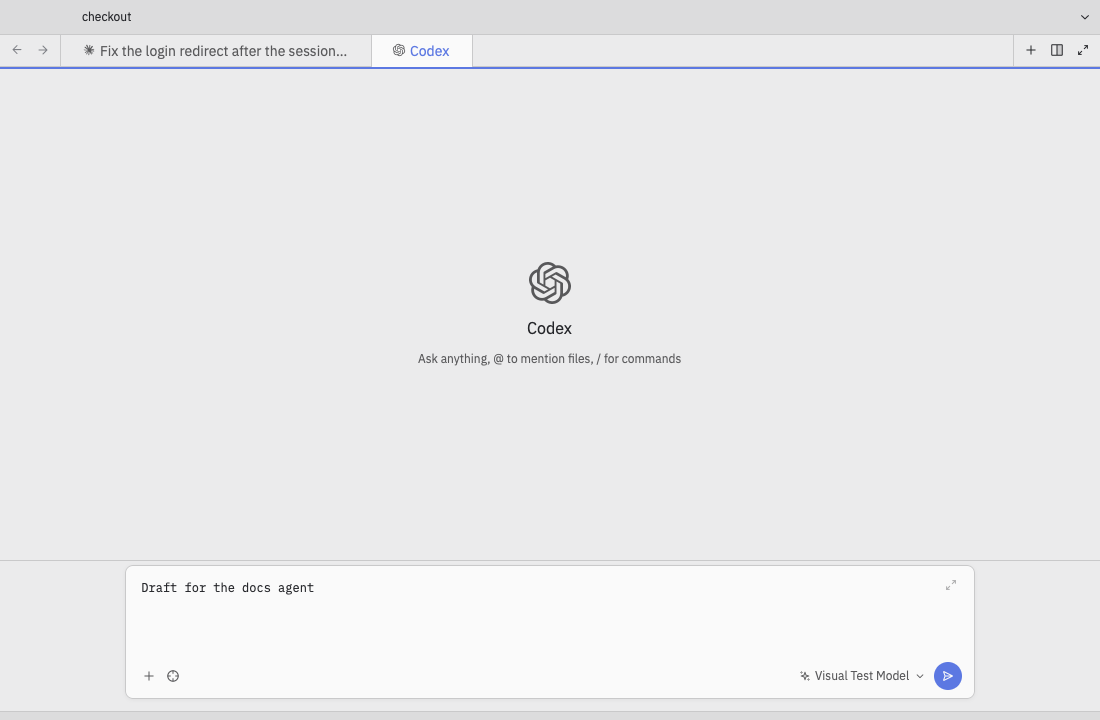 checkout
Fix the login redirect after the session...
Codex
Codex
Ask anything, @ to mention files, / for commands
Draft for the docs agent
Visual Test Model